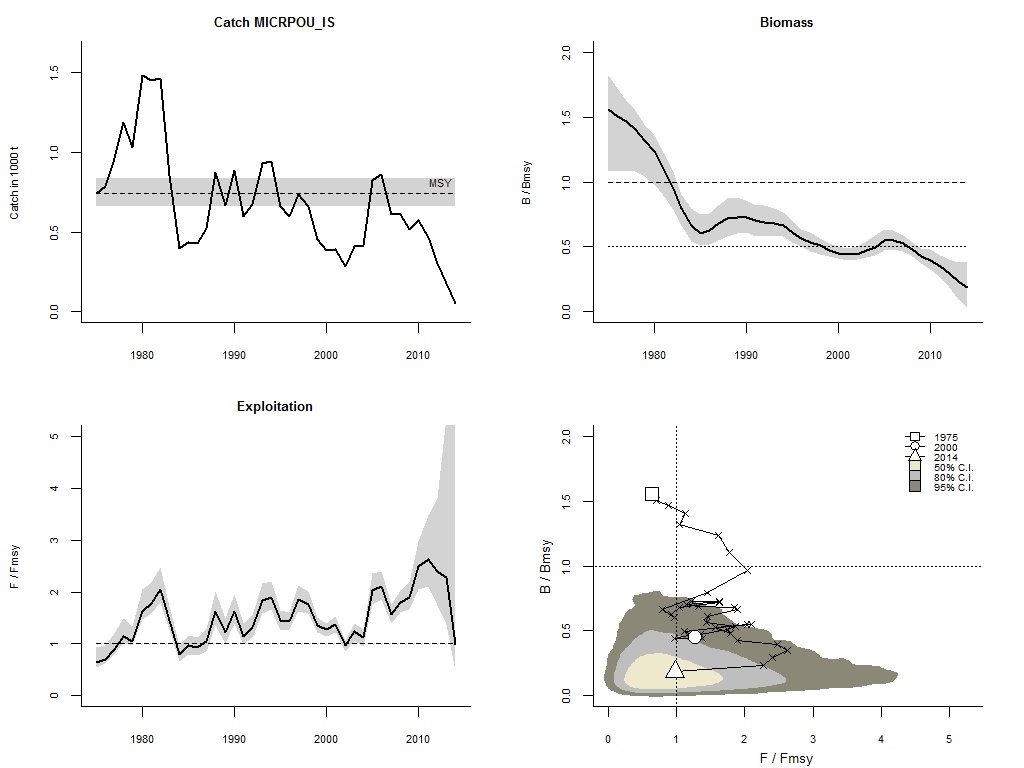 Catch MICRPOU_IS
Catch in 1000 t
0.0 0.5 1.0 1.5
MSY
1980 1990 2000 2010
Biomass
B / Bmsy
0.0 0.5 1.0 1.5 2.0
1980 1990 2000 2010
Exploitation
F / Fmsy
0 1 2 3 4 5
1980 1990 2000 2010
B / Bmsy
0.0 0.5 1.0 1.5 2.0
1975
2000
2014
50% C.I.
80% C.I.
95% C.I.
0 1 2 3 4 5
F / Fmsy